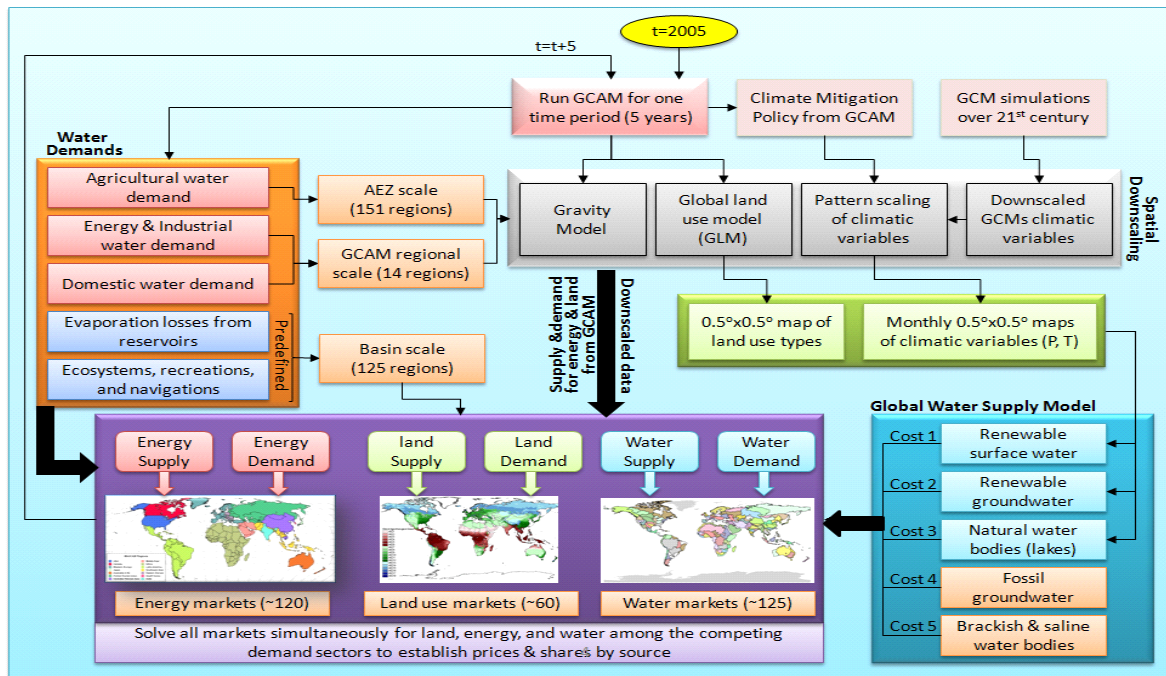 t=2005
t=t+5
Run GCAM for one
time period (5 years)
Climate Mitigation
Policy from GCAM
GCM simulations
over 21st century
Water
Demands
Agricultural water
demand
Energy & Industrial
water demand
Domestic water demand
Evaporation losses from
reservoirs
Ecosystems, recreations,
and navigations
Predefined
AEZ scale
(151 regions)
GCAM regional
scale (14 regions)
Basin scale
(125 regions)
Gravity
Model
Global land
use model
(GLM)
Pattern scaling
of climatic
variables
Downscaled
GCMs climatic
variables
Spatial
Downscaling
Supply &demand
for energy & land
from GCAM
Downscaled data
0.5°x0.5° map of
land use types
Monthly 0.5°x0.5° maps
of climatic variables (P, T)
Global Water Supply Model
Cost 1
Renewable
surface water
Cost 2
Renewable
groundwater
Cost 3
Natural water
bodies (lakes)
Cost 4
Fossil
groundwater
Cost 5
Brackish & saline
water bodies
Energy
Supply
Energy
Demand
land
Supply
Land
Demand
Water
Supply
Water
Demand
Energy markets (~120)
Land use markets (~60)
Water markets (~125)
Solve all markets simultaneously for land, energy, and water among the competing
demand sectors to establish prices & shares by source